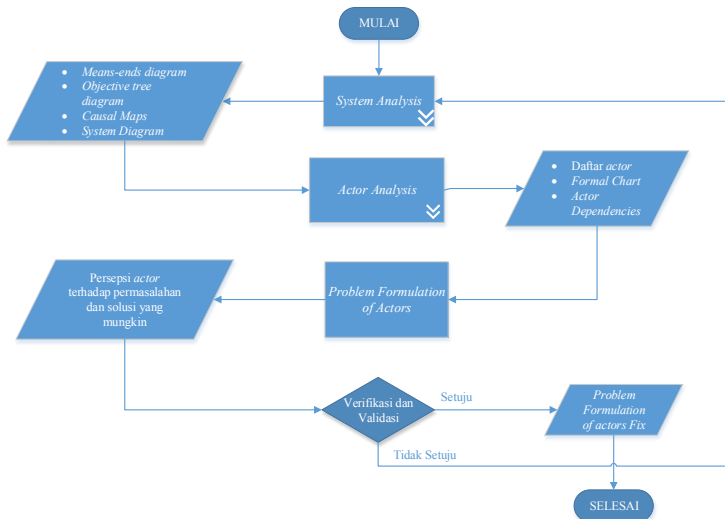 MULAI
• Means-ends diagram
• Objective tree
diagram
• Causal Maps
• System Diagram
System Analysis
Actor Analysis
• Daftar actor
• Formal Chart
• Actor
Dependencies
Persepsi actor
terhadap permasalahan
dan solusi yang
mungkin
Problem Formulation
of Actors
Verifikasi dan
Validasi
Setuju
Problem
Formulation
of actors Fix
Tidak Setuju
SELESAI